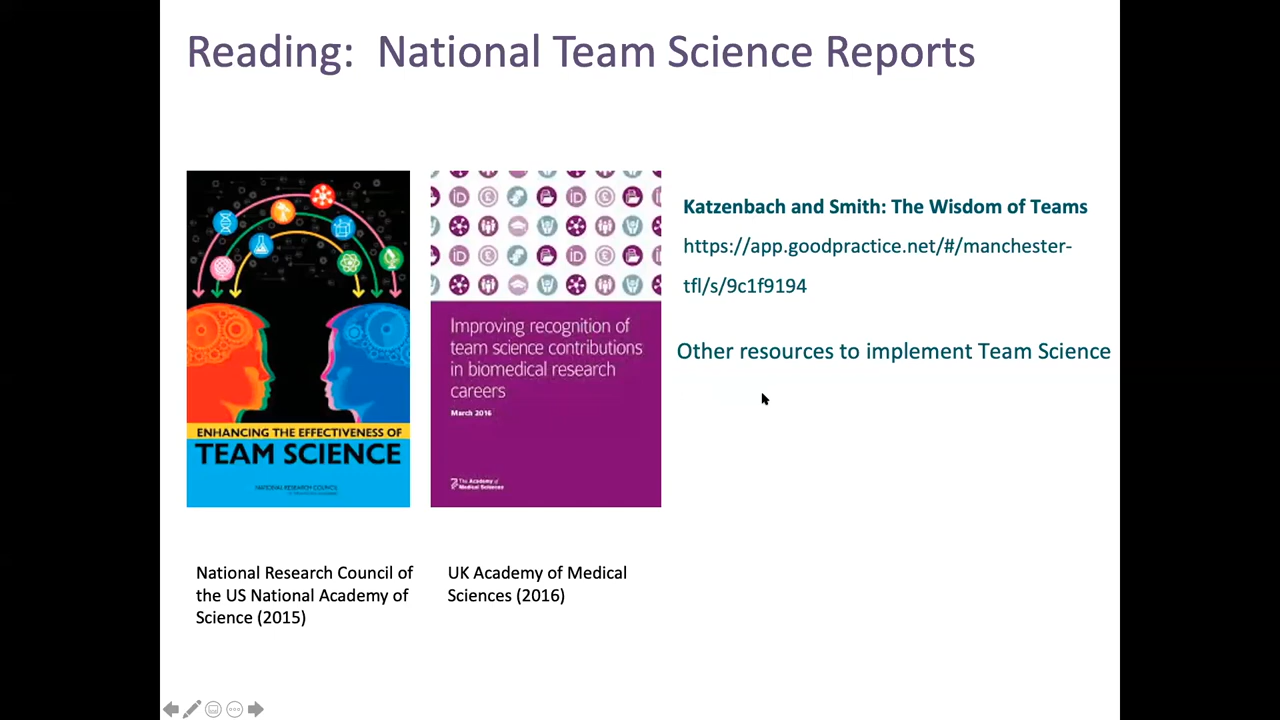 Reading: National Team Science Reports
ENHANCING THE EFFECTIVENESS OF
TEAM SCIENCE
NATIONAL RESEARCH COUNCIL
Improving recognition of
team science contributions
in biomedical research
careers
March 2016
The Academy of
Medical Sciences
Katzenbach and Smith: The Wisdom of Teams
https://app.goodpractice.net/#/manchester-
tfl/s/9c1f9194
Other resources to implement Team Science
National Research Council of
the US National Academy of
Science (2015)
UK Academy of Medical
Sciences (2016)